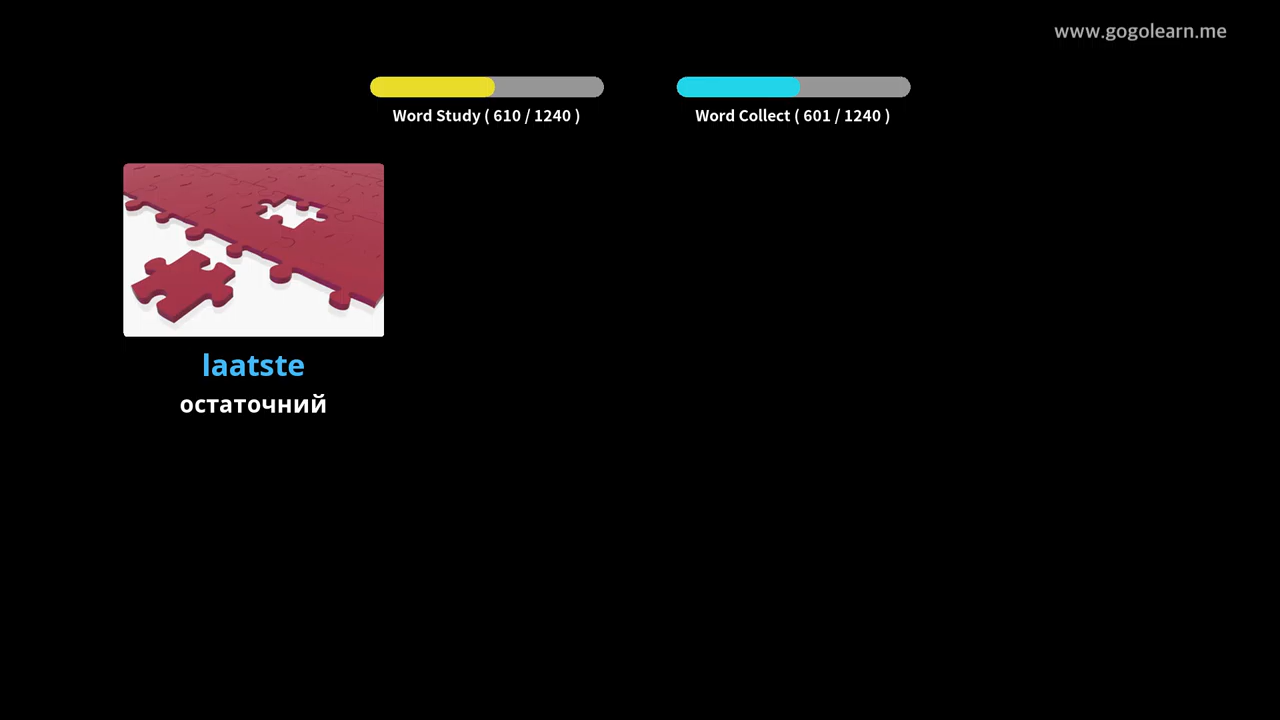 www.gogolearn.me
Word Study ( 610 / 1240 )
Word Collect ( 601 / 1240 )
laatste
остаточний